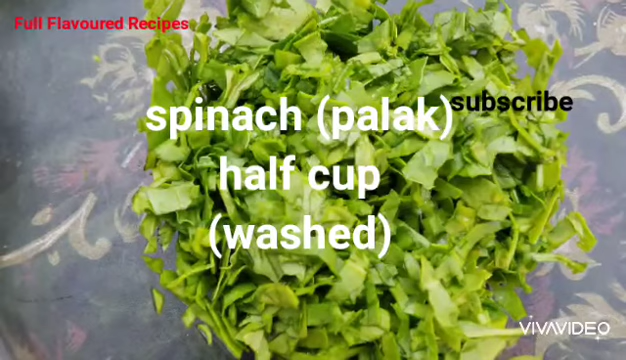 Full Flavoured Recipes
subscribe
spinach (palak)
half cup
(washed)
VIVAVIDEO